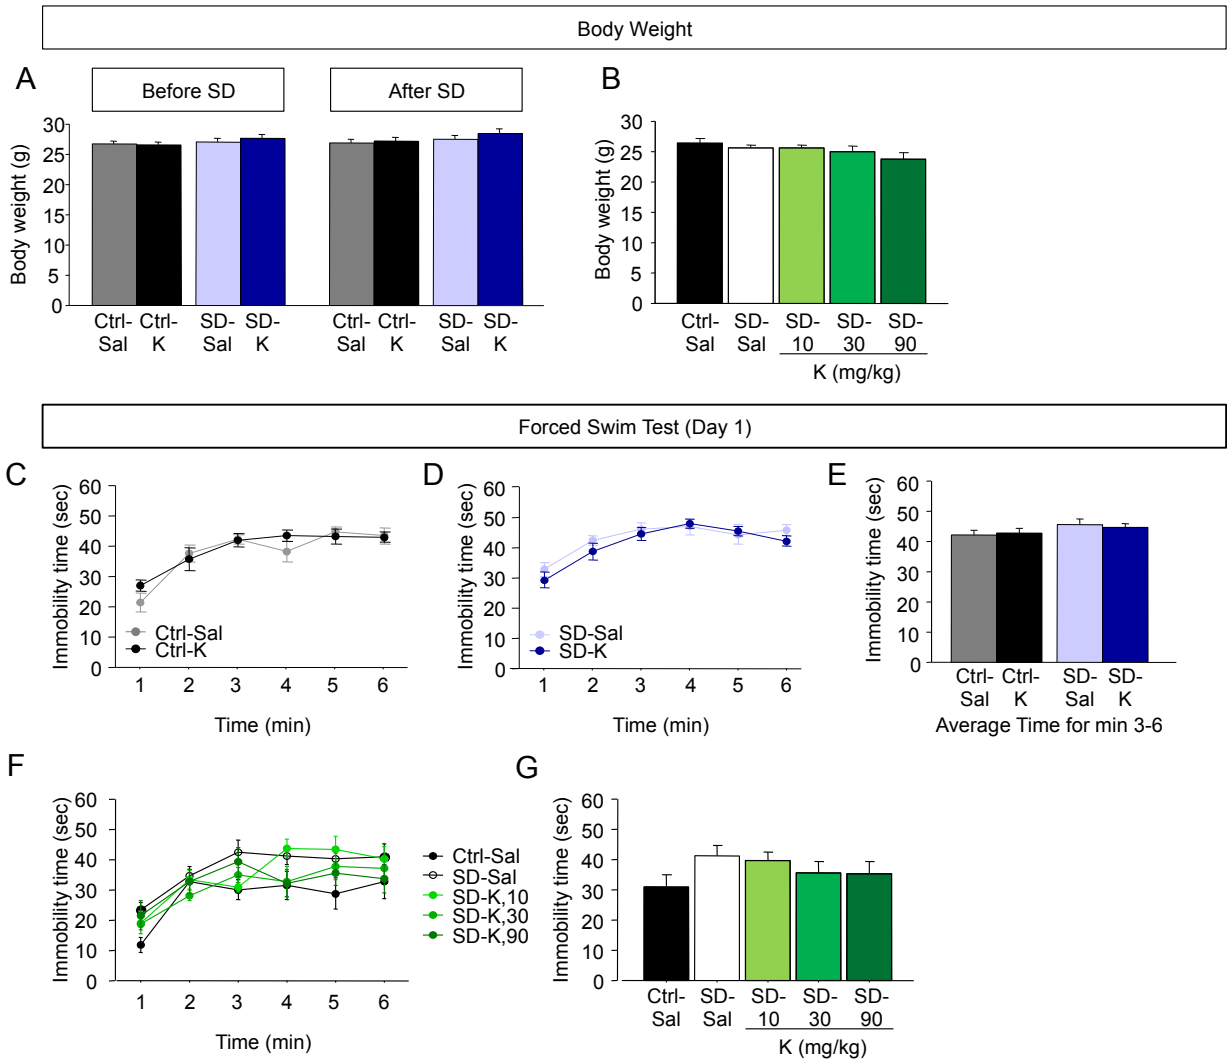 Body Weight
A
Before SD
After SD
Body weight (g)
30
25
20
15
10
5
0
Ctrl-
Sal
Ctrl-
K
SD-
Sal
SD-
K
Ctrl-
Sal
Ctrl-
K
SD-
Sal
SD-
K
B
Body weight (g)
30
25
20
15
10
5
0
Ctrl-
Sal
SD-
Sal
SD-
10
SD-
30
SD-
90
K (mg/kg)
Forced Swim Test (Day 1)
C
Immobility time (sec)
60
50
40
30
20
10
0
Ctrl-Sal
Ctrl-K
1 2 3 4 5 6
Time (min)
D
Immobility time (sec)
60
50
40
30
20
10
0
SD-Sal
SD-K
1 2 3 4 5 6
Time (min)
E
Immobility time (sec)
60
50
40
30
20
10
0
Ctrl-
Sal
Ctrl-
K
SD-
Sal
SD-
K
Average Time for min 3-6
F
Immobility time (sec)
60
50
40
30
20
10
0
1 2 3 4 5 6
Time (min)
Ctrl-Sal
SD-Sal
SD-K,10
SD-K,30
SD-K,90
G
Immobility time (sec)
60
50
40
30
20
10
0
Ctrl-
Sal
SD-
Sal
SD-
10
SD-
30
SD-
90
K (mg/kg)